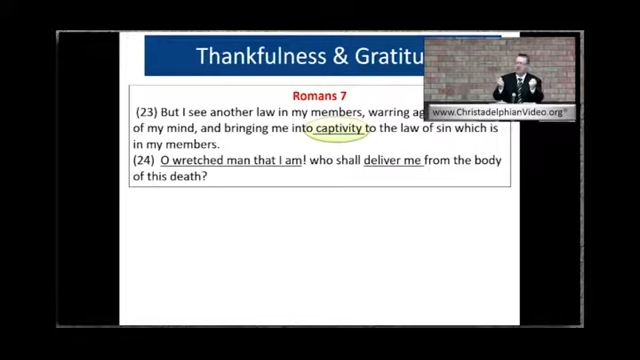 Thankfulness & Gratitu
Romans 7
(23) But I see another law in my members, warring ag
of my mind, and bringing me into captivity to the law of sin which is
in my members.
(24) O wretched man that I am! who shall deliver me from the body
of this death?
www.ChristadelphianVideo.org